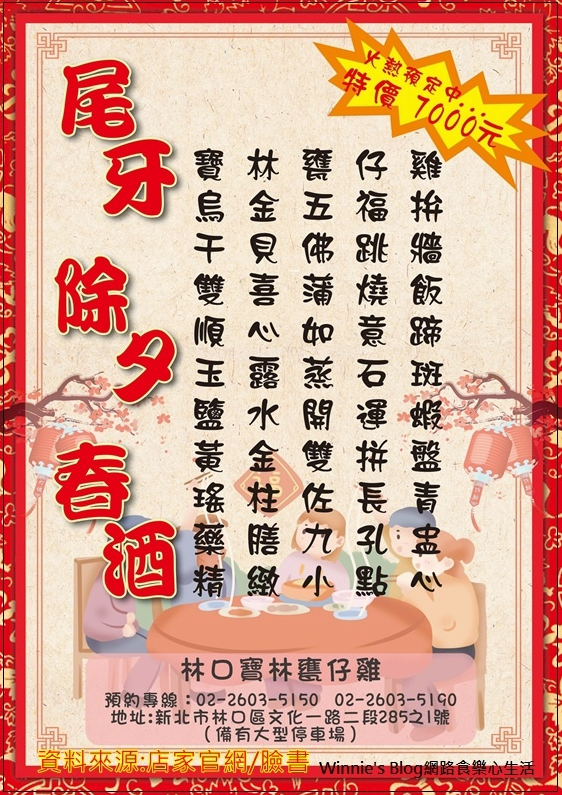 火熱預定中...
特價 7000元
尾牙
除夕
春酒
寶林甕仔雞
烏金五福拚
干貝佛跳牆
雙喜蒲燒飯
順心如意蹄
玉露蒸石斑
鹽水開運蝦
黃金雙拼盤
瑤柱佐長青
藥膳九孔盅
精緻小點心
林口寶林甕仔雞
預約專線：02-2603-5150 02-2603-5190
地址:新北市林口區文化一路二段285之1號
（備有大型停車場）
資料來源:店家官網/臉書
Winnie's Blog網路食樂心生活